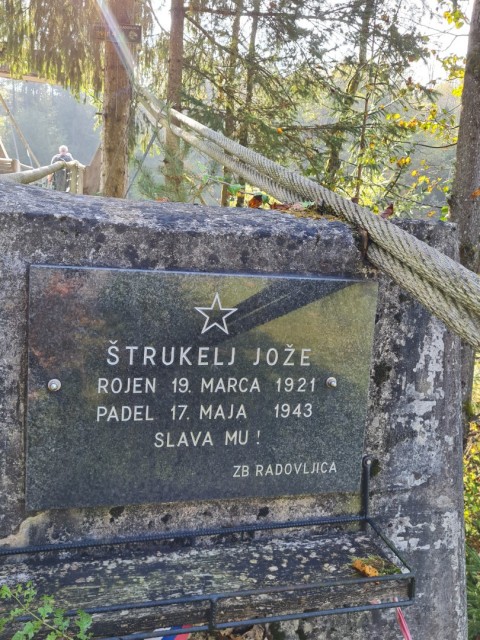 ŠTRUKELJ JOŽE
ROJEN 19. MARCA 1921
PADEL 17. MAJA 1943
SLAVA MU!
ZB RADOVLJICA